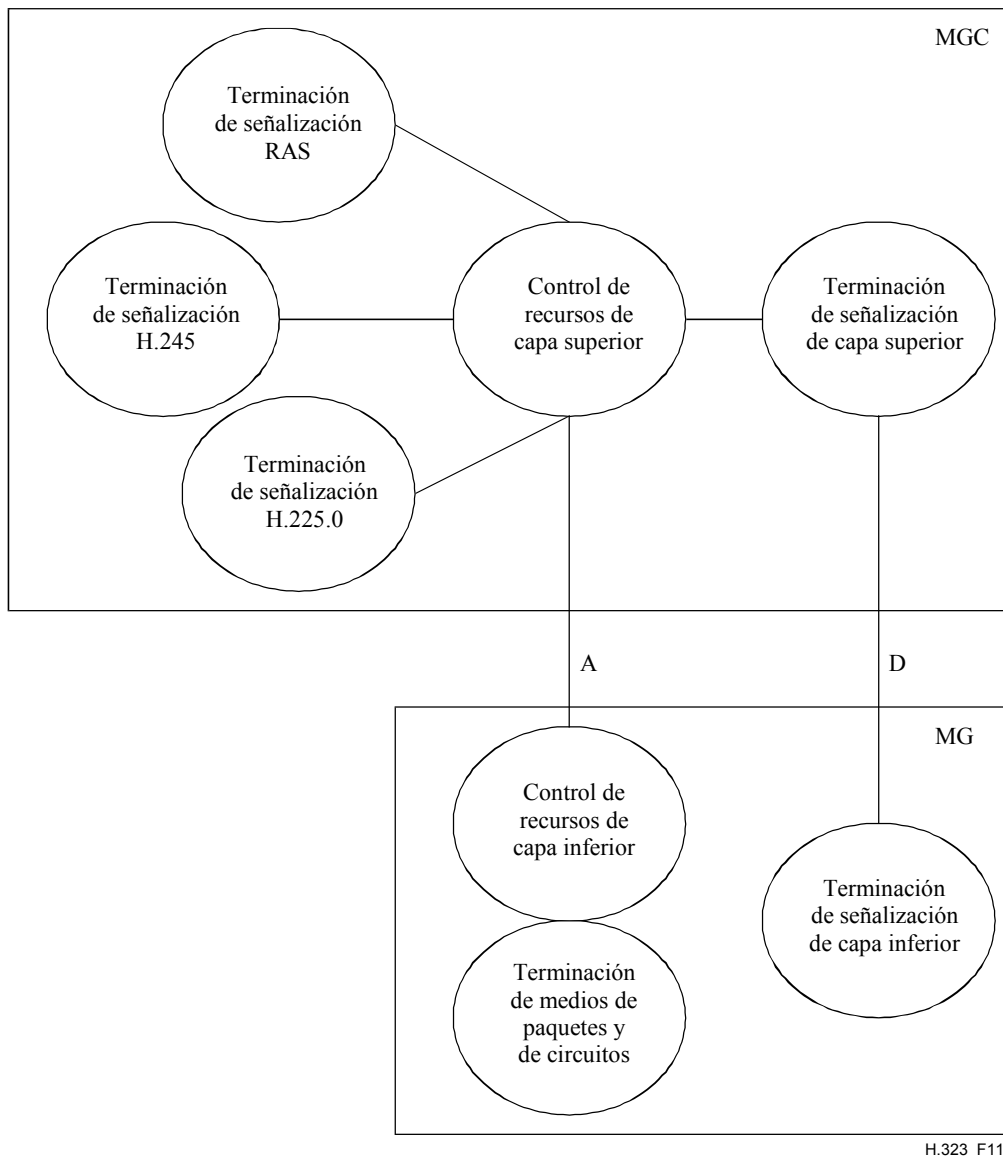 MGC
Terminación
de señalización
RAS
Terminación
de señalización
H.245
Control de
recursos de
capa superior
Terminación
de señalización
de capa superior
Terminación
de señalización
H.225.0
A
D
MG
Control de
recursos de
capa inferior
Terminación
de señalización
de capa inferior
Terminación
de medios de
paquetes y
de circuitos
H.323_F11